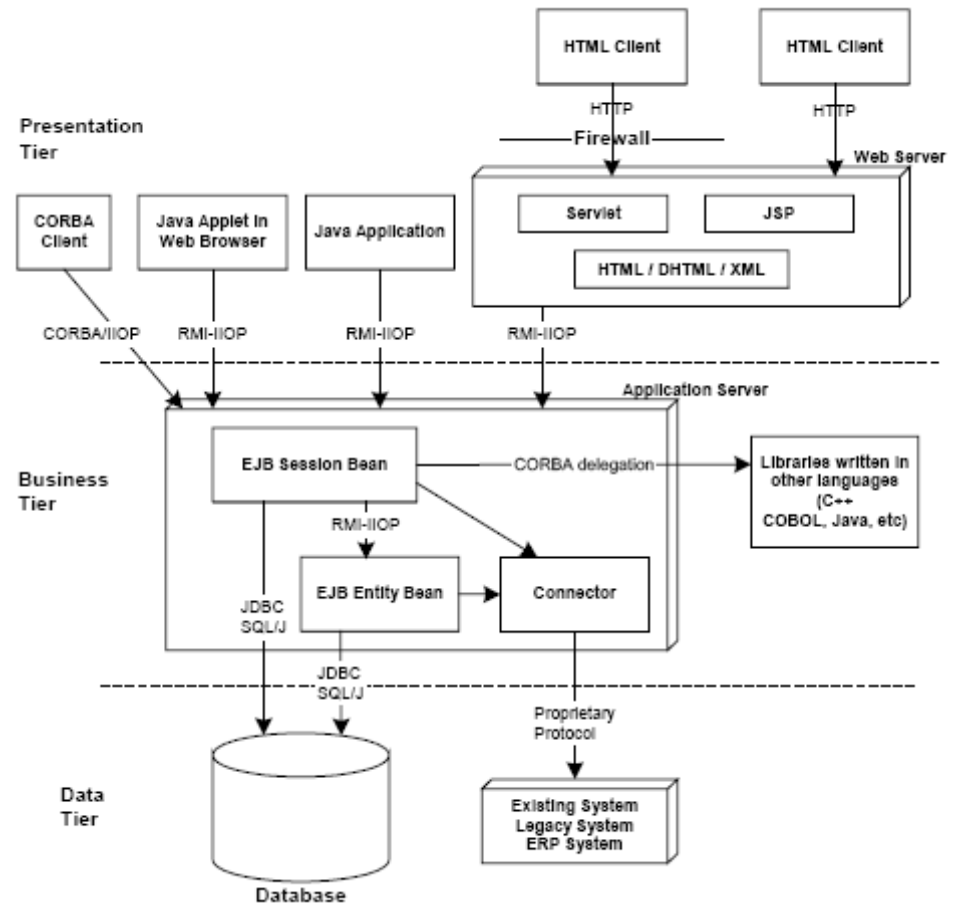 HTML Client
HTML Client
HTTP
HTTP
Presentation
Tier
Firewall
Web Server
CORBA
Client
Java Applet in
Web Browser
Java Application
Servlet
JSP
HTML / DHTML / XML
CORBA/IIOP
RMI-IIOP
RMI-IIOP
RMI-IIOP
Application Server
Business
Tier
EJB Session Bean
CORBA delegation
Libraries written in
other languages
(C++
COBOL, Java, etc)
RMI-IIOP
EJB Entity Bean
Connector
JDBC
SQL/J
JDBC
SQL/J
Proprietary
Protocol
Data
Tier
Existing System
Legacy System
ERP System
Database